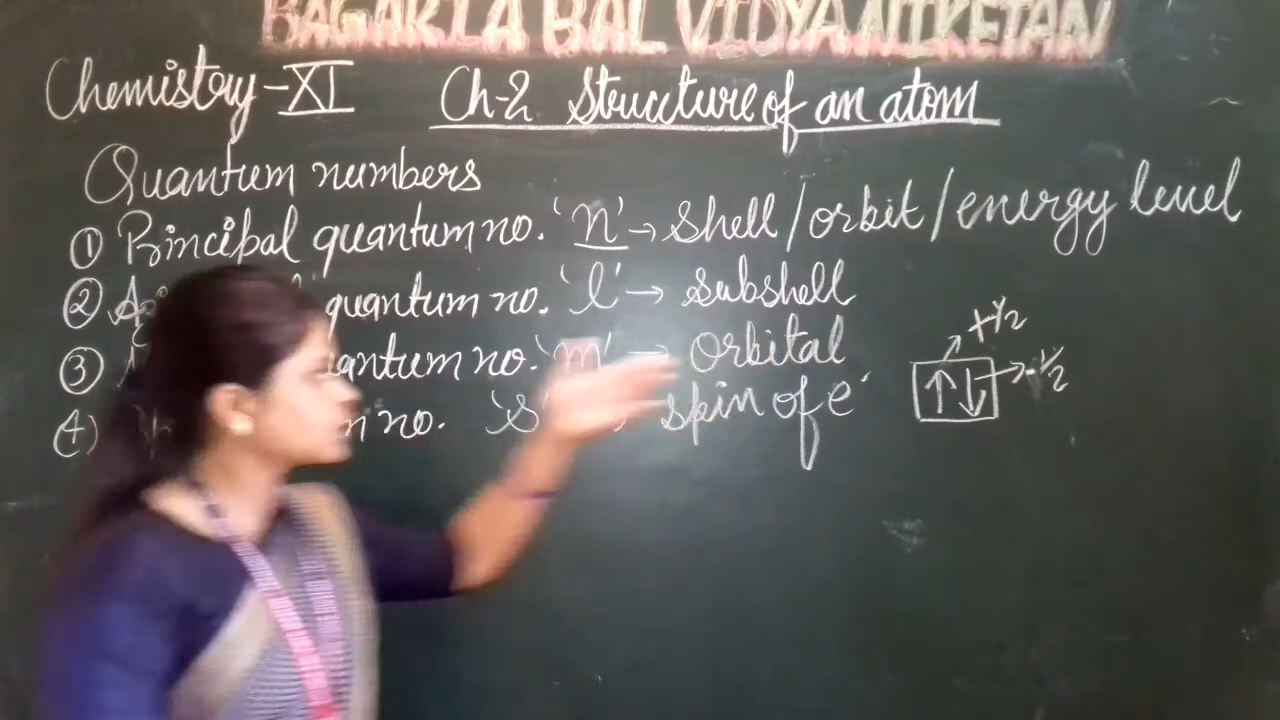 BAGARIA BAL VIDYA NIKETAN
Chemistry-XI Ch-2 Structure of an atom
Quantum numbers
① Principal quantum no. 'n' → Shell/orbit/energy level
② quantum no. 'l' → subshell
③ quantum no. 'm' → Orbital
④ no. 's' → spin of e⁻
+1/2
-1/2